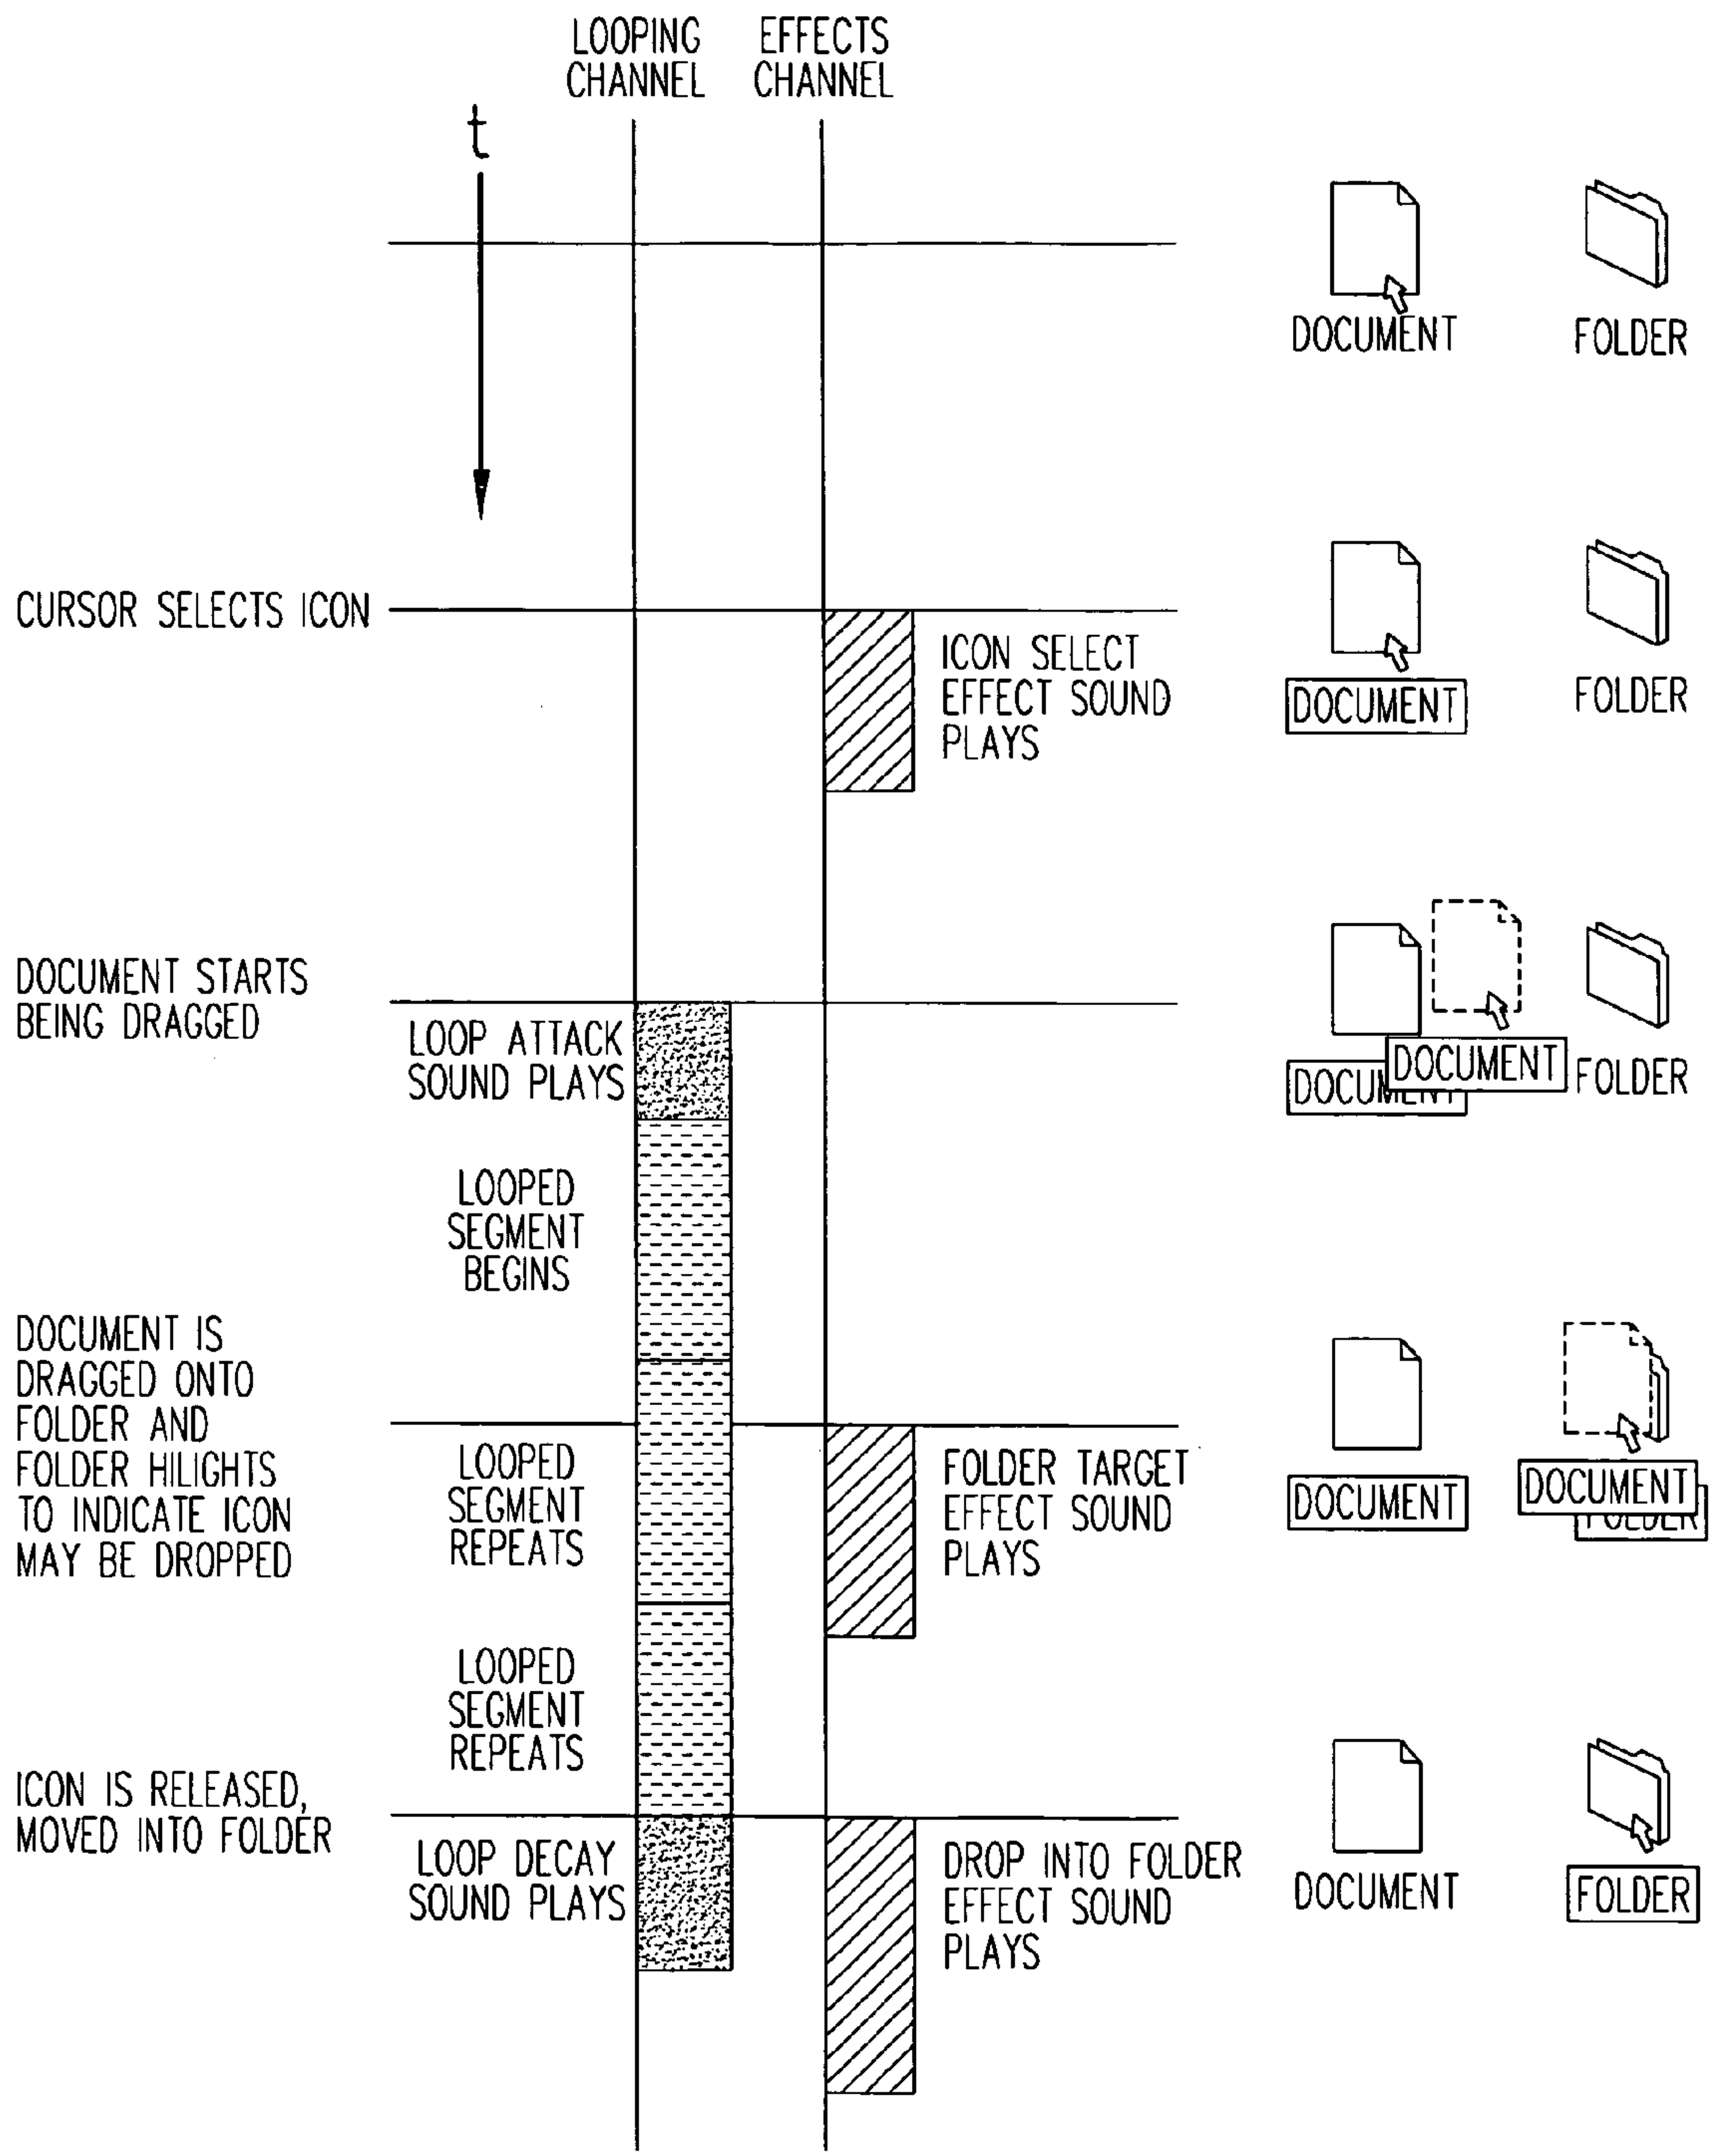 LOOPING
CHANNEL
EFFECTS
CHANNEL
t
DOCUMENT
FOLDER
CURSOR SELECTS ICON
ICON SELECT
EFFECT SOUND
PLAYS
DOCUMENT
FOLDER
DOCUMENT STARTS
BEING DRAGGED
LOOP ATTACK
SOUND PLAYS
DOCUMENT
DOCUMENT
FOLDER
LOOPED
SEGMENT
BEGINS
DOCUMENT IS
DRAGGED ONTO
FOLDER AND
FOLDER HILIGHTS
TO INDICATE ICON
MAY BE DROPPED
LOOPED
SEGMENT
REPEATS
FOLDER TARGET
EFFECT SOUND
PLAYS
DOCUMENT
DOCUMENT
FOLDER
LOOPED
SEGMENT
REPEATS
ICON IS RELEASED,
MOVED INTO FOLDER
LOOP DECAY
SOUND PLAYS
DROP INTO FOLDER
EFFECT SOUND
PLAYS
DOCUMENT
FOLDER